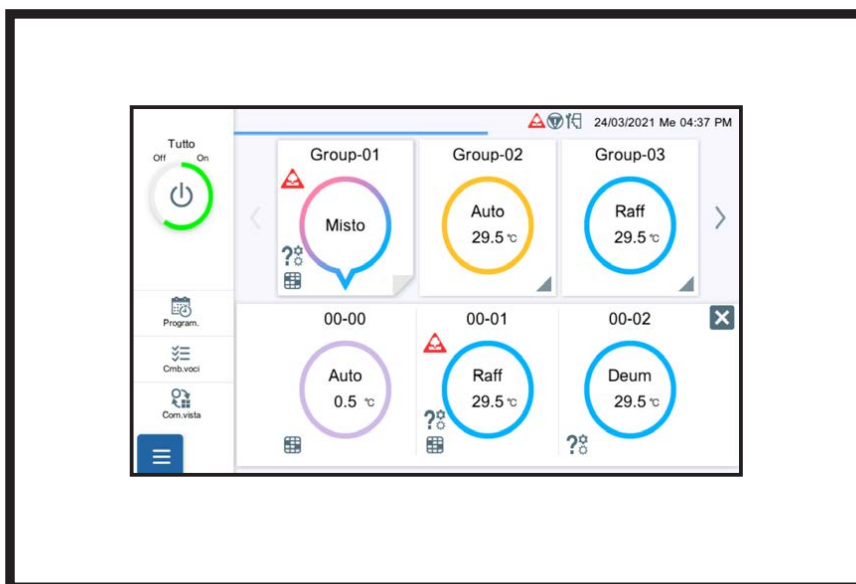 24/03/2021 Me 04:37 PM
Tutto
Off On
Group-01
Group-02
Group-03
Misto
Auto
29.5 ℃
Raff
29.5 ℃
Program.
Cmb.voci
Com.vista
00-00
00-01
00-02
Auto
0.5 ℃
Raff
29.5 ℃
Deum
29.5 ℃